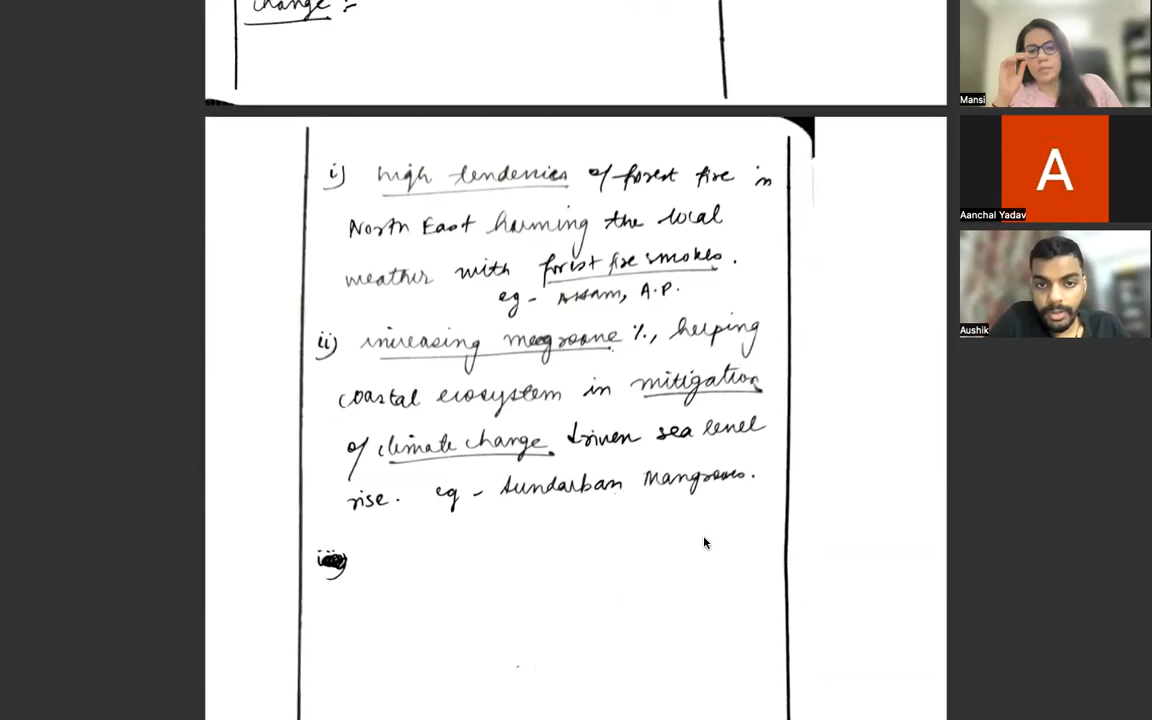 change :-
i) high tendencies of forest fire in
North East harming the local
weather with forest fire smokes.
eg - Assam, A.P.
ii) increasing mangroove %, helping
coastal ecosystem in mitigation
of climate change driven sea level
rise. eg - Sundarban Mangroves.
Mansi
A
Aanchal Yadav
Aushik